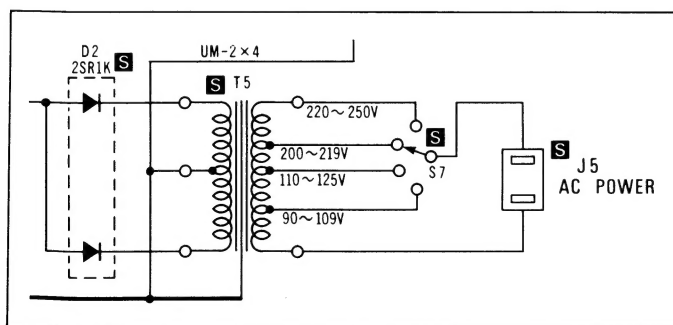 D2
2SR1K S
UM-2×4
S T5
220~250V
200~219V
110~125V
90~109V
S
S7
S
J5
AC POWER